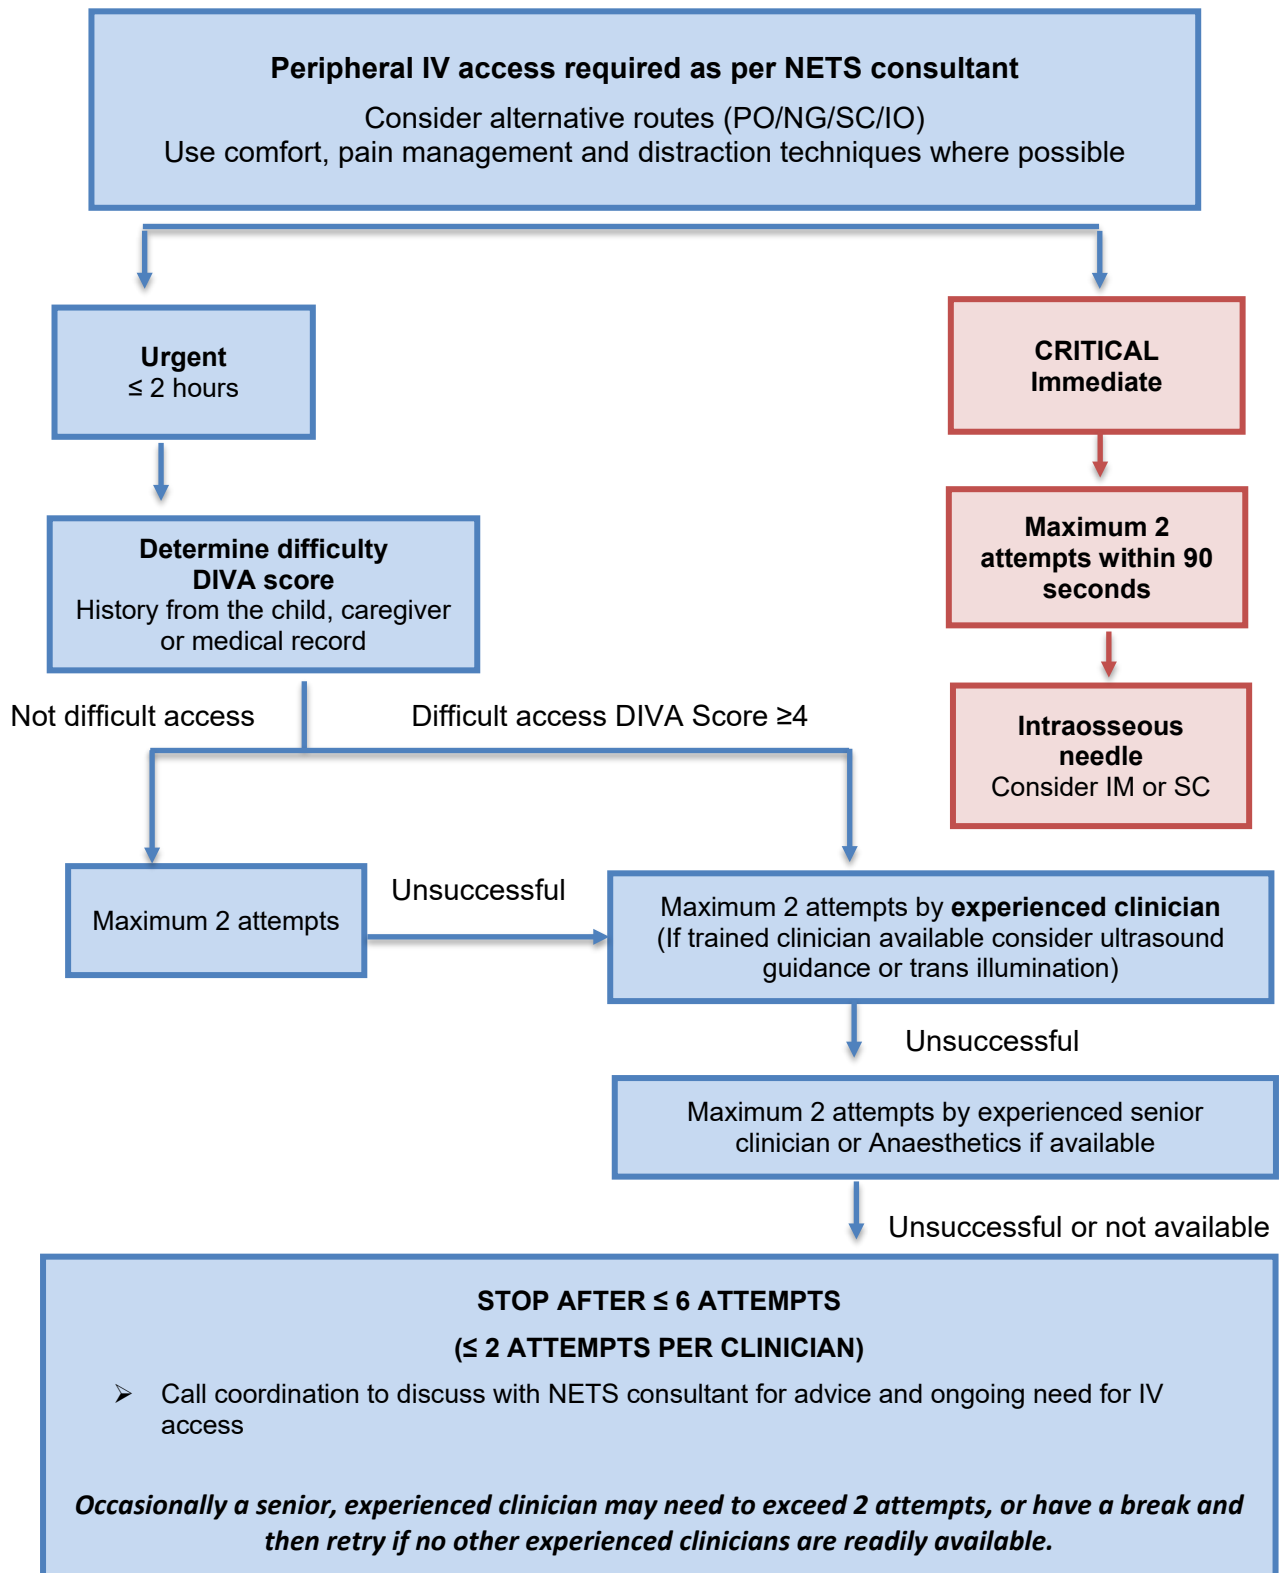 Peripheral IV access required as per NETS consultant
Consider alternative routes (PO/NG/SC/IO)
Use comfort, pain management and distraction techniques where possible
Urgent
≤ 2 hours
CRITICAL
Immediate
Determine difficulty
DIVA score
History from the child, caregiver
or medical record
Maximum 2
attempts within 90
seconds
Not difficult access
Difficult access DIVA Score ≥4
Intraosseous
needle
Consider IM or SC
Maximum 2 attempts
Unsuccessful
Maximum 2 attempts by experienced clinician
(If trained clinician available consider ultrasound
guidance or trans illumination)
Unsuccessful
Maximum 2 attempts by experienced senior
clinician or Anaesthetics if available
Unsuccessful or not available
STOP AFTER ≤ 6 ATTEMPTS
(≤ 2 ATTEMPTS PER CLINICIAN)
➢ Call coordination to discuss with NETS consultant for advice and ongoing need for IV
access
Occasionally a senior, experienced clinician may need to exceed 2 attempts, or have a break and
then retry if no other experienced clinicians are readily available.